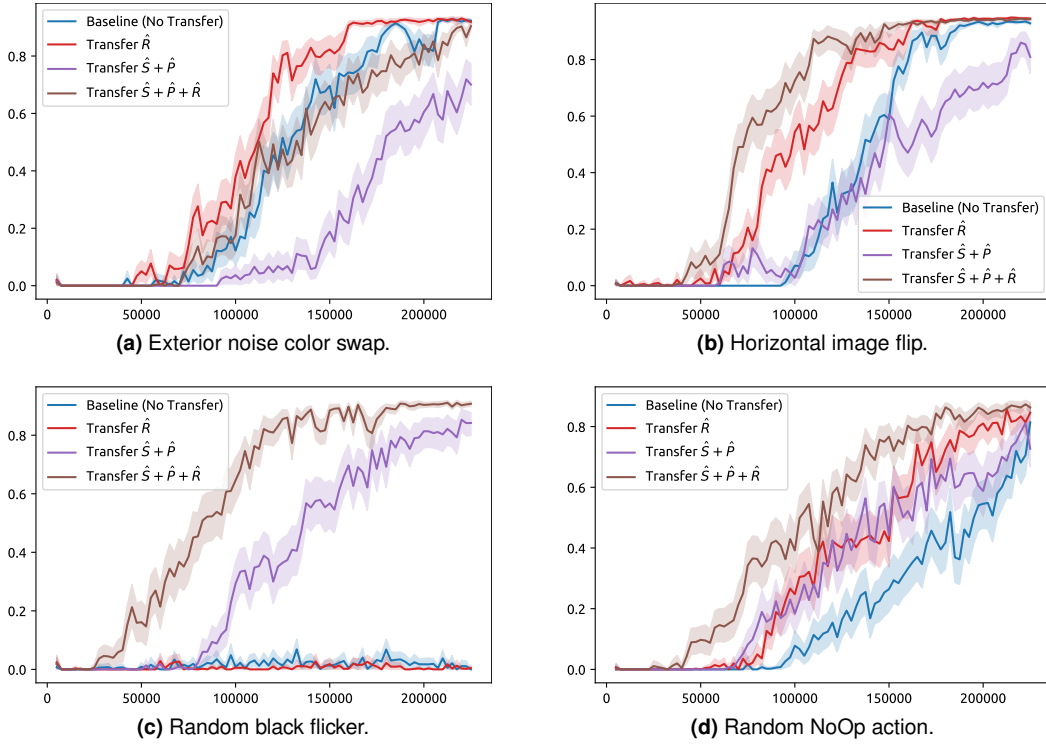 0.8
0.6
0.4
0.2
0.0
Baseline (No Transfer)
Transfer R̂
Transfer Ŝ + P̂
Transfer Ŝ + P̂ + R̂
0 50000 100000 150000 200000
(a) Exterior noise color swap.
0.8
0.6
0.4
0.2
0.0
Baseline (No Transfer)
Transfer R̂
Transfer Ŝ + P̂
Transfer Ŝ + P̂ + R̂
0 50000 100000 150000 200000
(b) Horizontal image flip.
0.8
0.6
0.4
0.2
0.0
Baseline (No Transfer)
Transfer R̂
Transfer Ŝ + P̂
Transfer Ŝ + P̂ + R̂
0 50000 100000 150000 200000
(c) Random black flicker.
0.8
0.6
0.4
0.2
0.0
Baseline (No Transfer)
Transfer R̂
Transfer Ŝ + P̂
Transfer Ŝ + P̂ + R̂
0 50000 100000 150000 200000
(d) Random NoOp action.